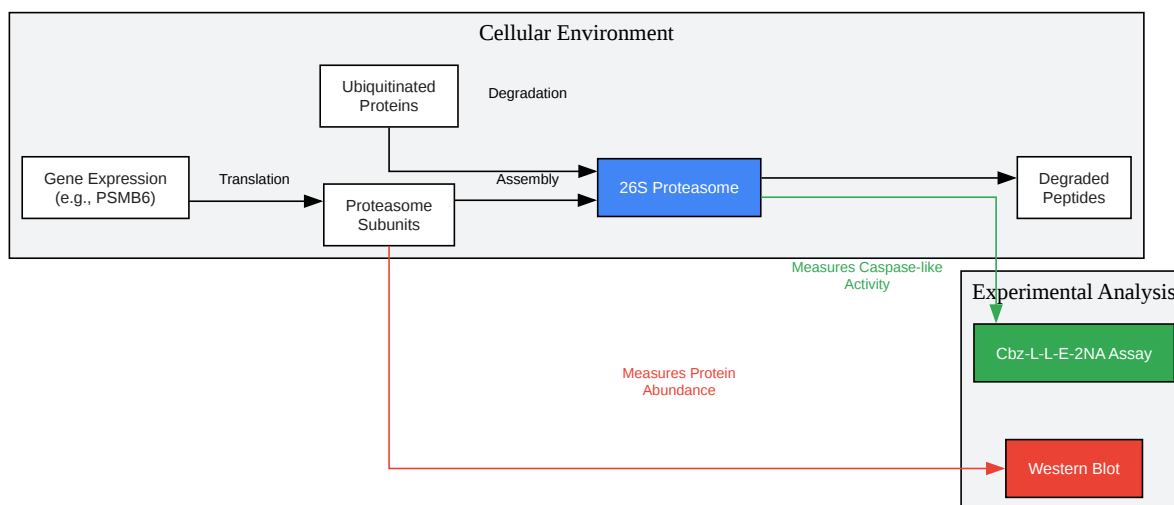 Cellular Environment
Ubiquitinated
Proteins
Degradation
Gene Expression
(e.g., PSMB6)
Translation
Proteasome
Subunits
Assembly
26S Proteasome
Degraded
Peptides
Measures Caspase-like
Activity
Experimental Analysis
Cbz-L-L-E-2NA Assay
Measures Protein
Abundance
Western Blot